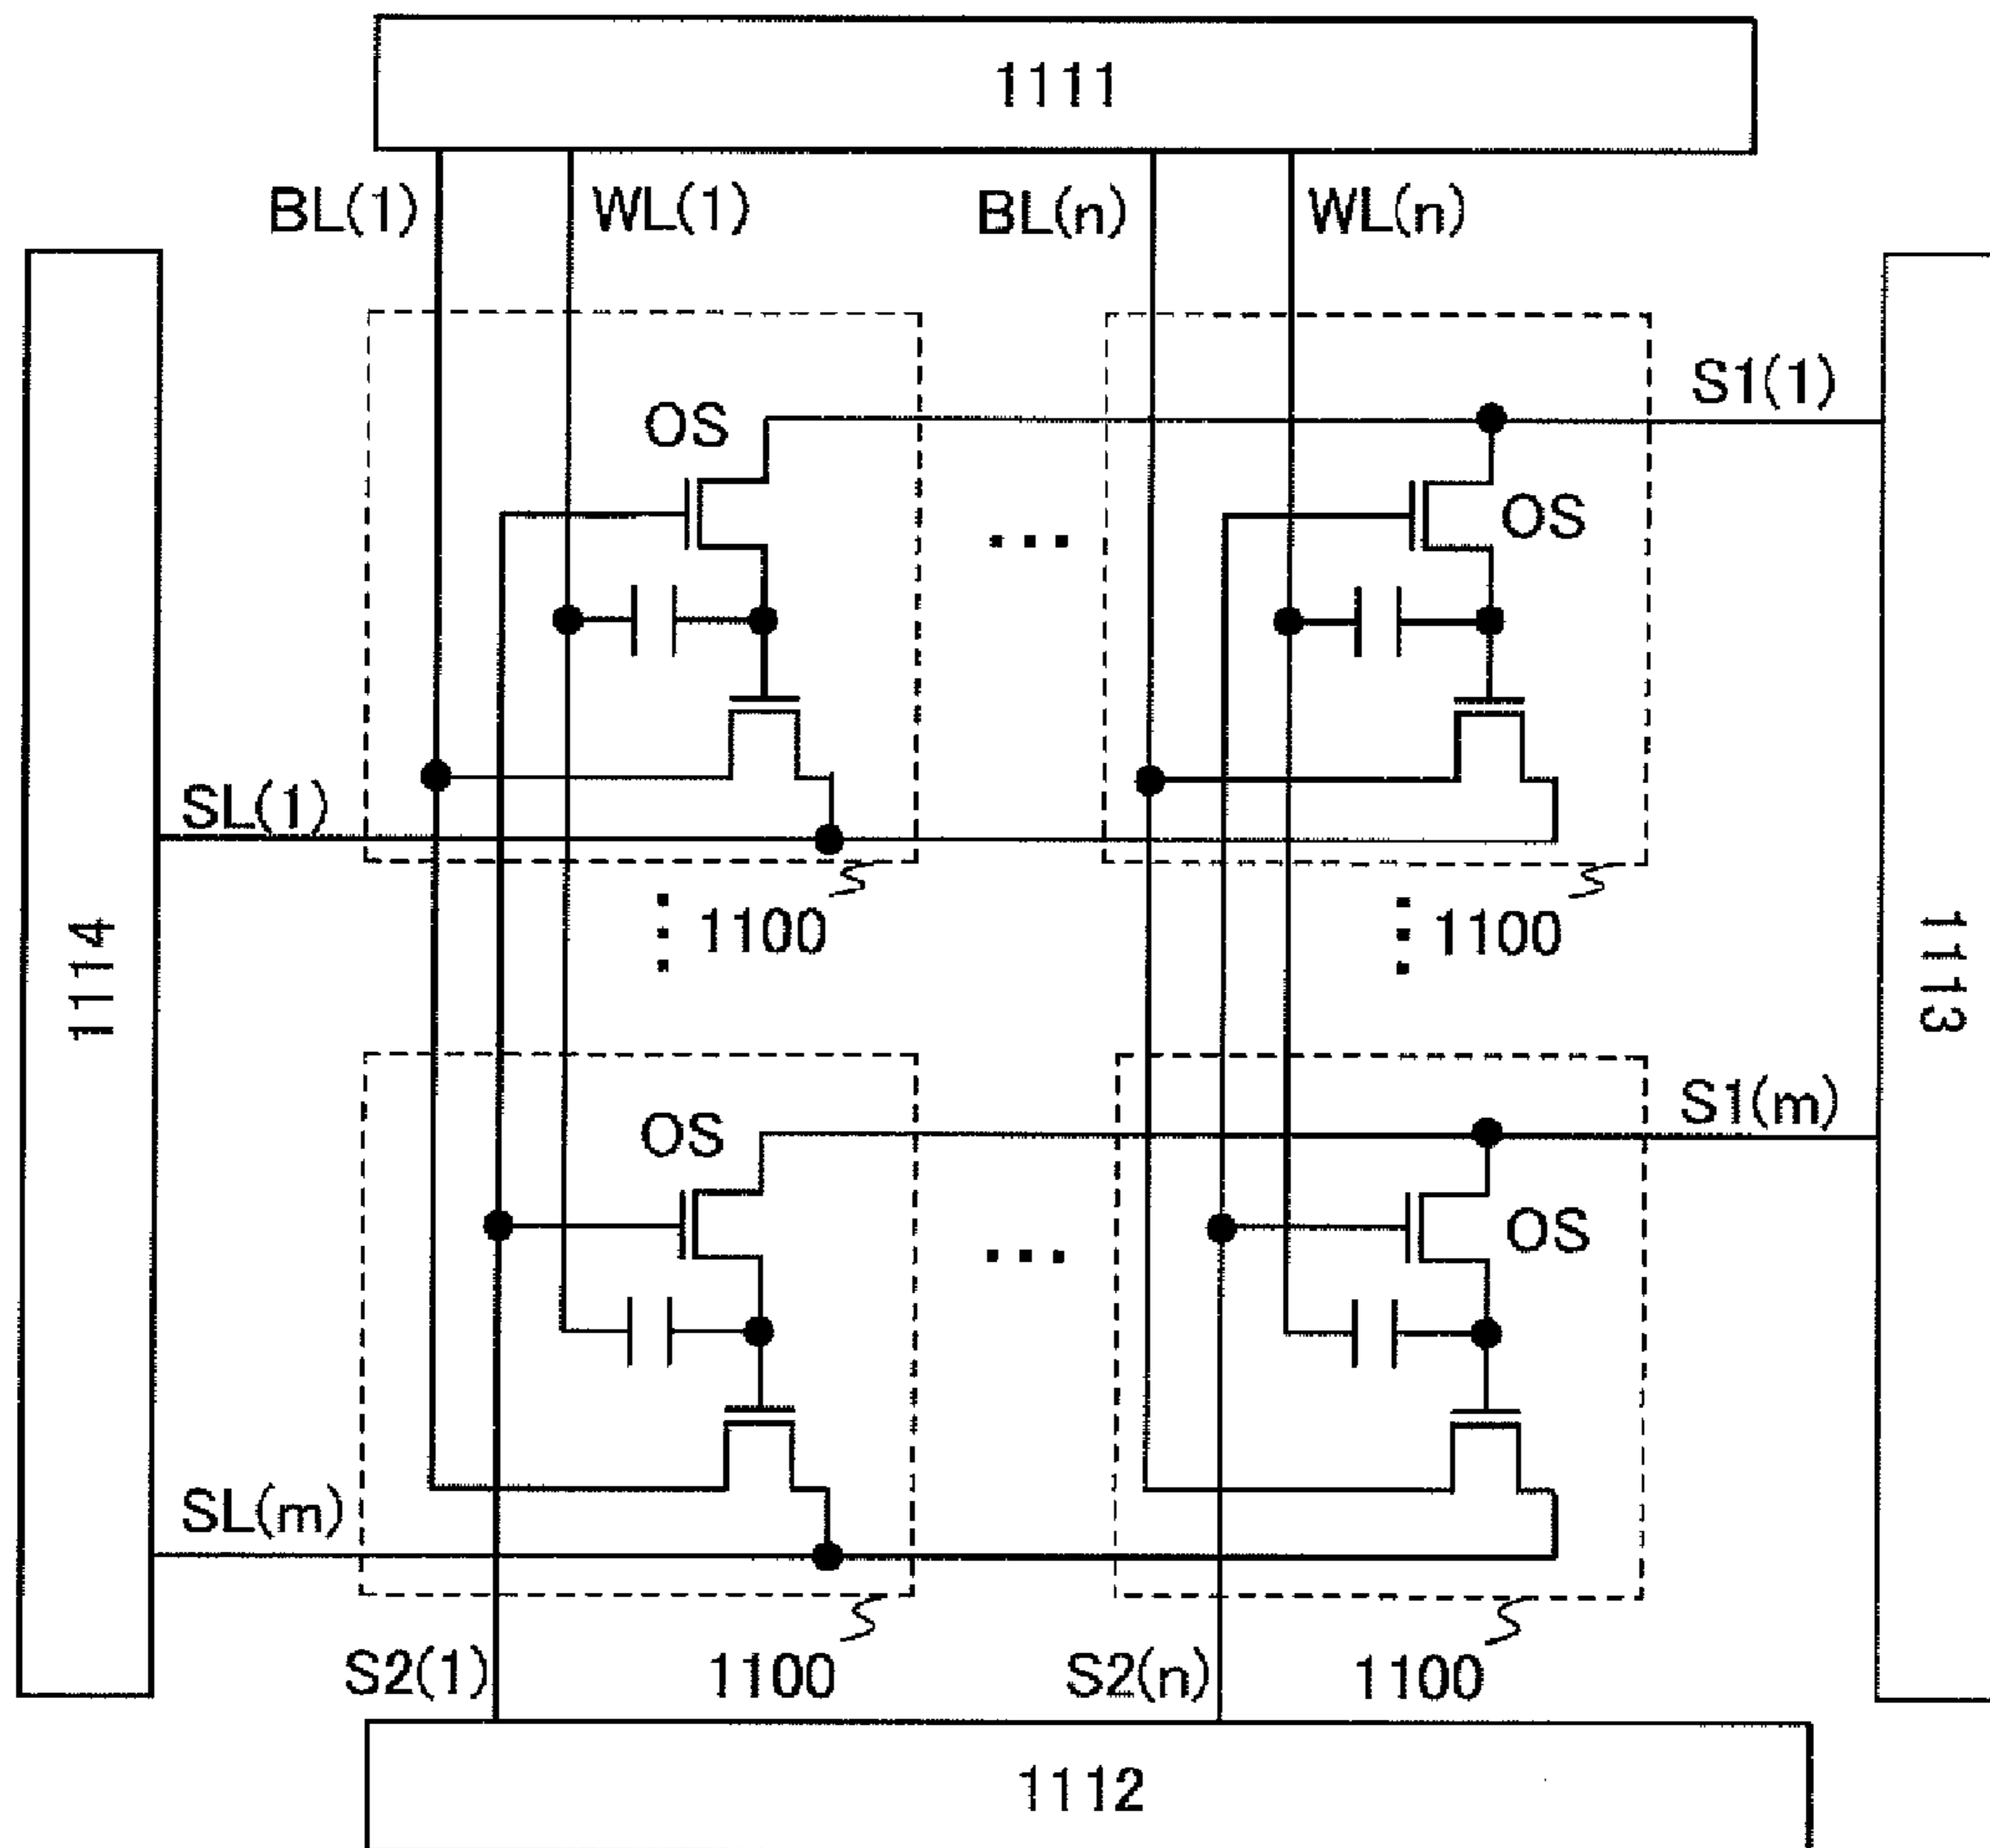 1111
BL(1)
WL(1)
BL(n)
WL(n)
S1(1)
OS
OS
SL(1)
1100
1100
1114
1113
S1(m)
OS
OS
SL(m)
S2(1)
1100
S2(n)
1100
1112